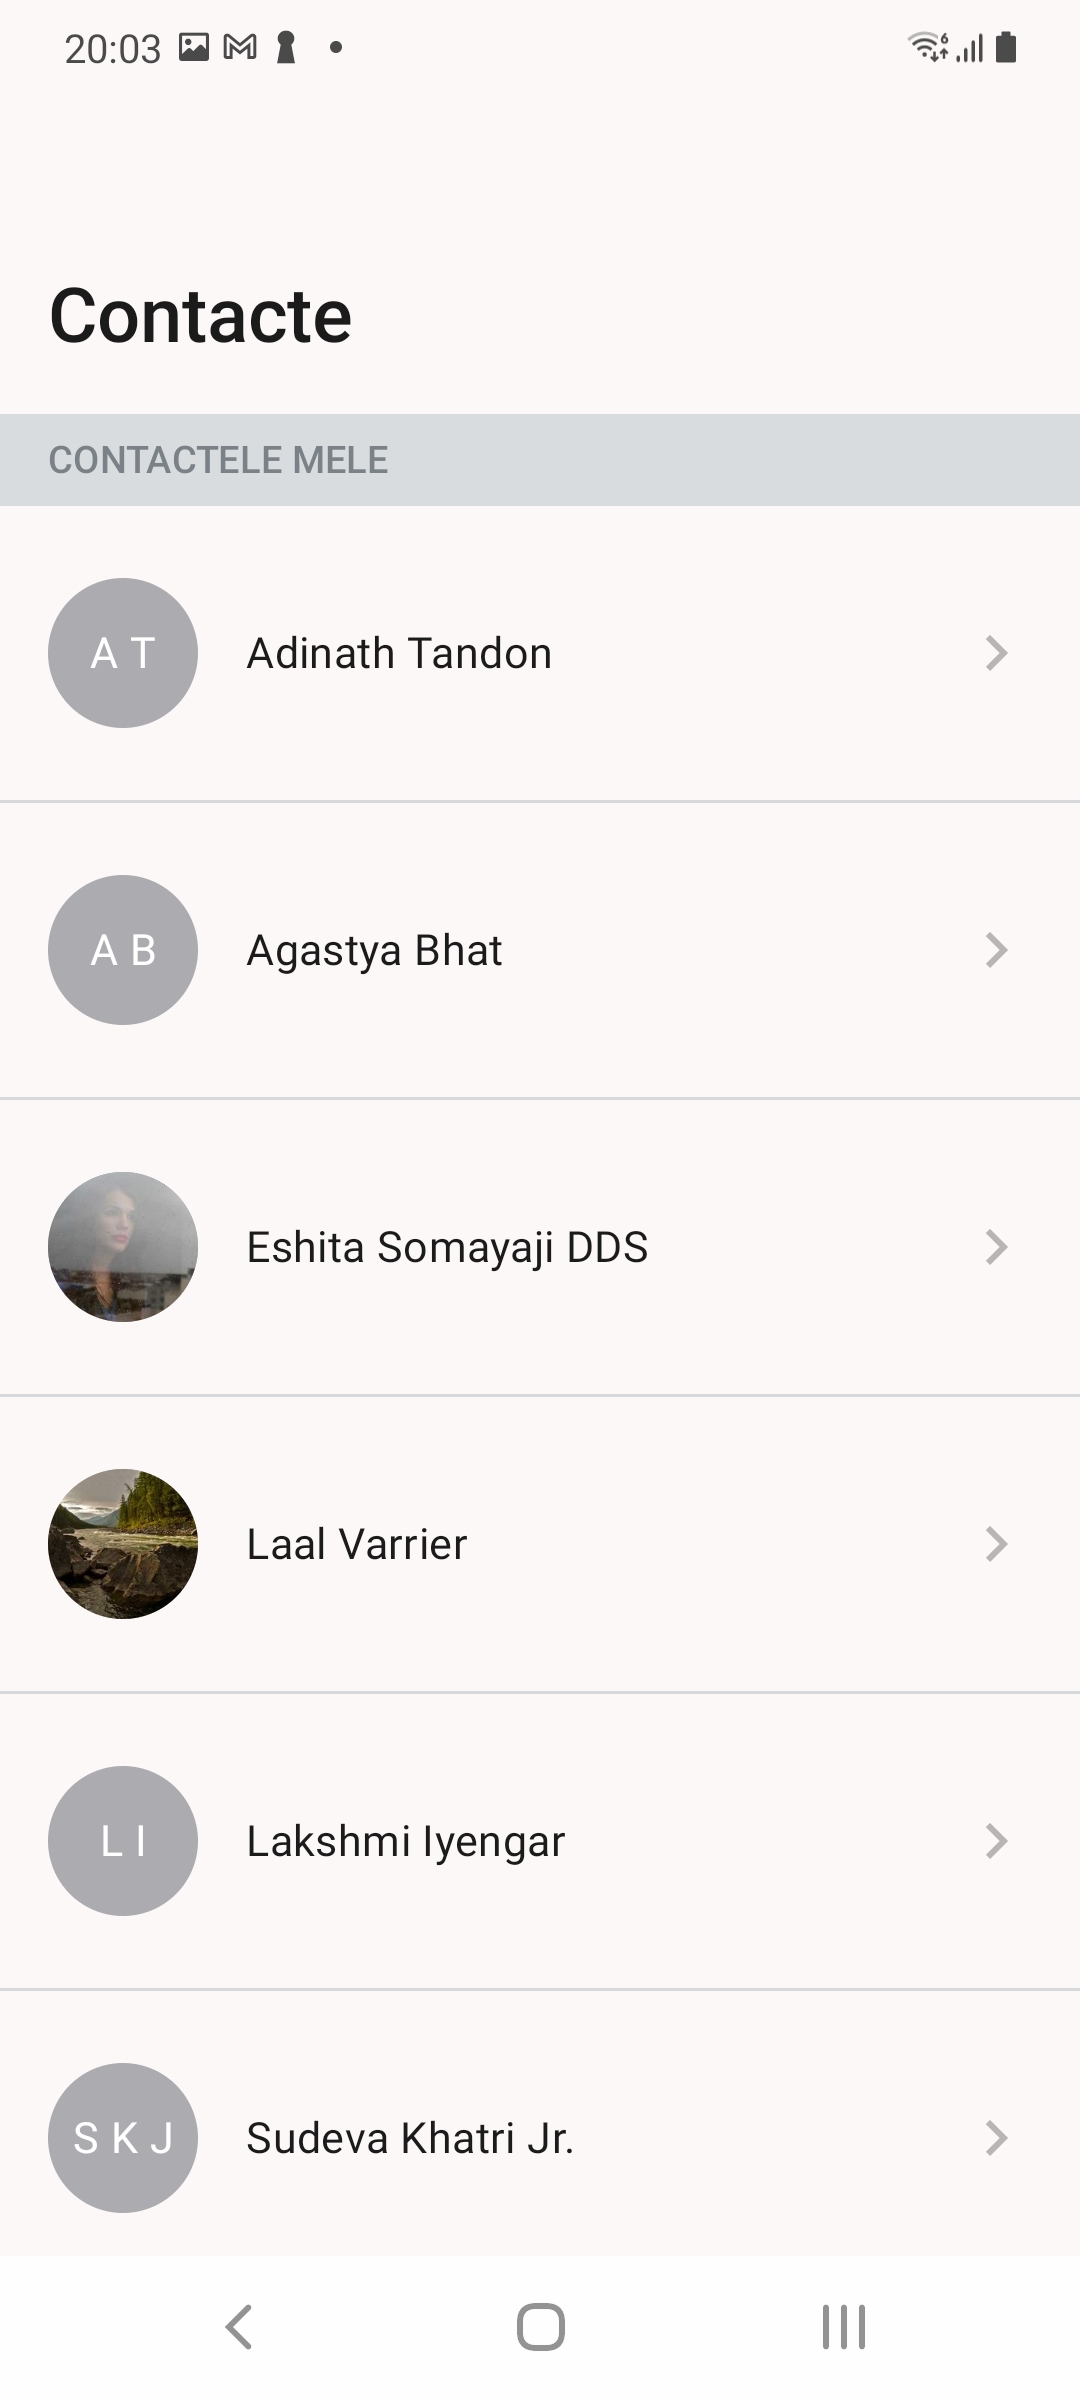 20:03
Contacte
CONTACTELE MELE
A T
Adinath Tandon
A B
Agastya Bhat
Eshita Somayaji DDS
Laal Varrier
L I
Lakshmi Iyengar
S K J
Sudeva Khatri Jr.